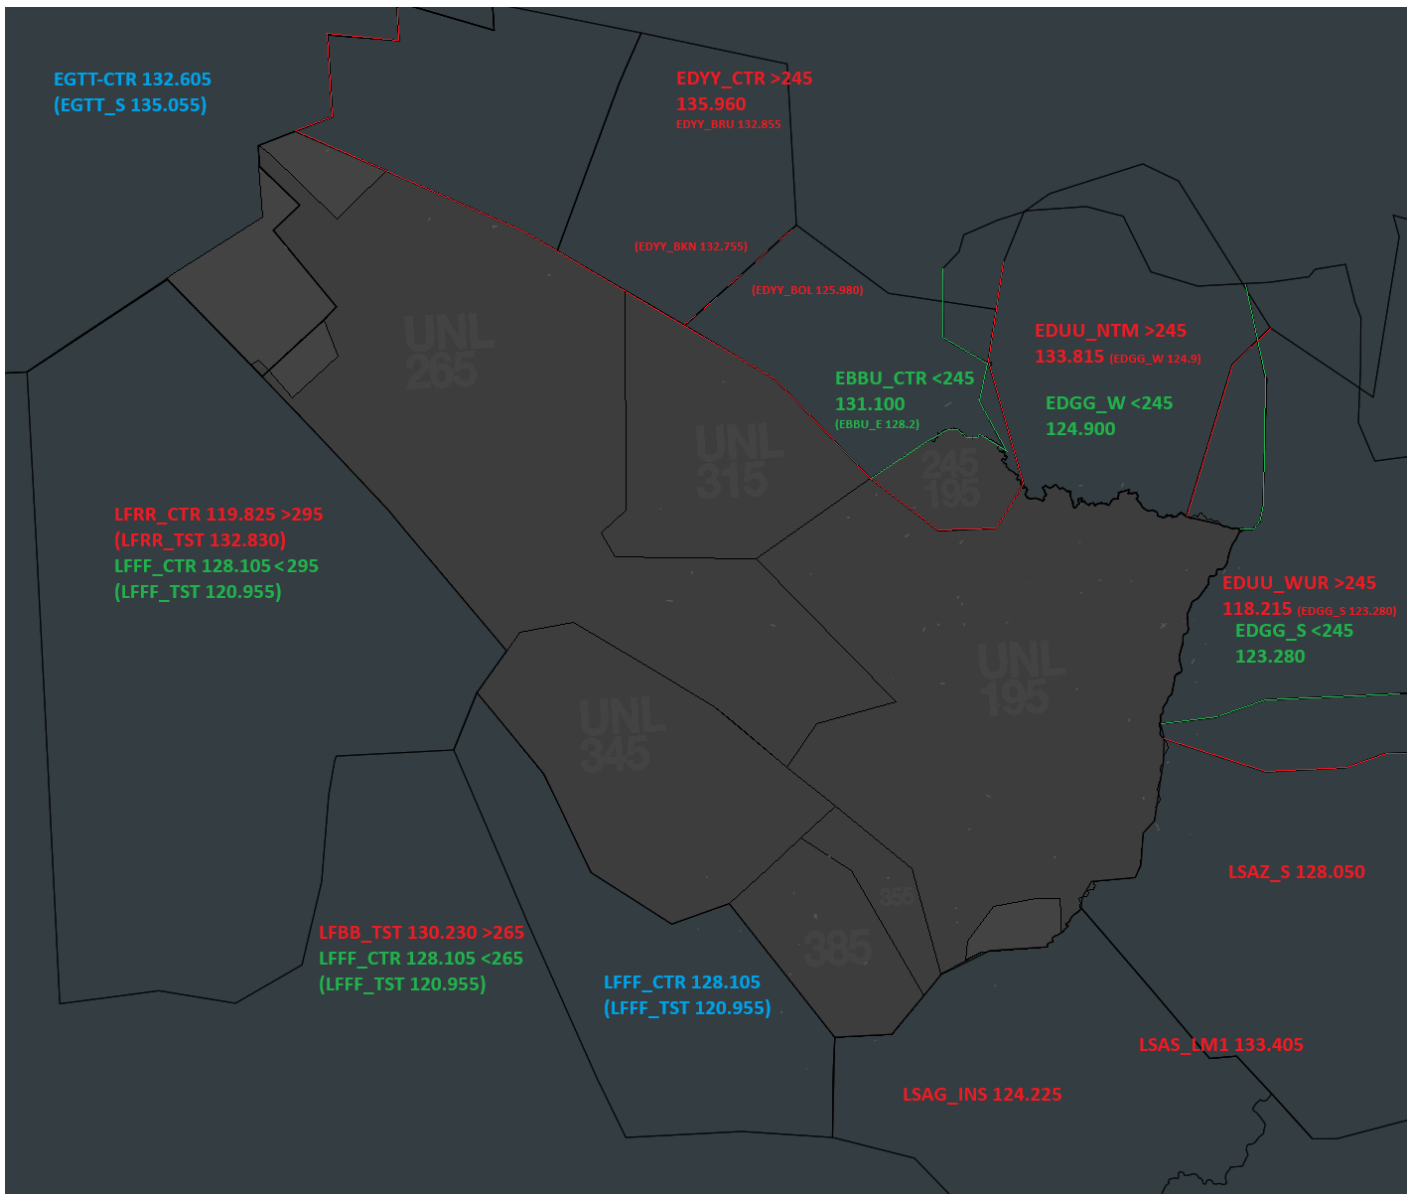 EGTT-CTR 132.605
(EGTT_S 135.055)
EDYY_CTR >245
135.960
EDYY_BRU 132.855
(EDYY_BKN 132.755)
(EDYY_BOL 125.980)
UNL
265
EDUU_NTM >245
133.815 (EDGG_W 124.9)
EBBU_CTR <245
131.100
(EBBU_E 128.2)
EDGG_W <245
124.900
UNL
315
245
195
LFRR_CTR 119.825 >295
(LFRR_TST 132.830)
LFFF_CTR 128.105 <295
(LFFF_TST 120.955)
EDUU_WUR >245
118.215 (EDGG_S 123.280)
EDGG_S <245
123.280
UNL
195
UNL
345
LSAZ_S 128.050
355
385
LFBB_TST 130.230 >265
LFFF_CTR 128.105 <265
(LFFF_TST 120.955)
LFFF_CTR 128.105
(LFFF_TST 120.955)
LSAS_LM1 133.405
LSAG_INS 124.225